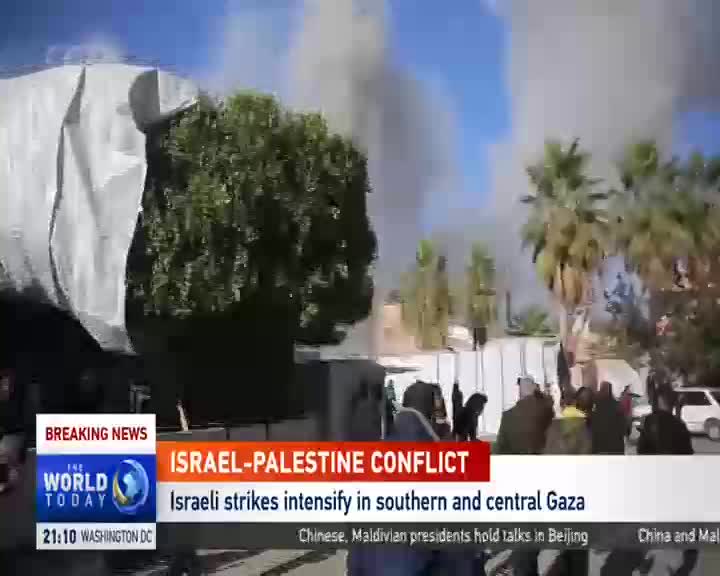 BREAKING NEWS
ISRAEL-PALESTINE CONFLICT
THE
WORLD
TODAY
Israeli strikes intensify in southern and central Gaza
21:10 WASHINGTON DC
Chinese, Maldivian presidents hold talks in Beijing
China and Mal